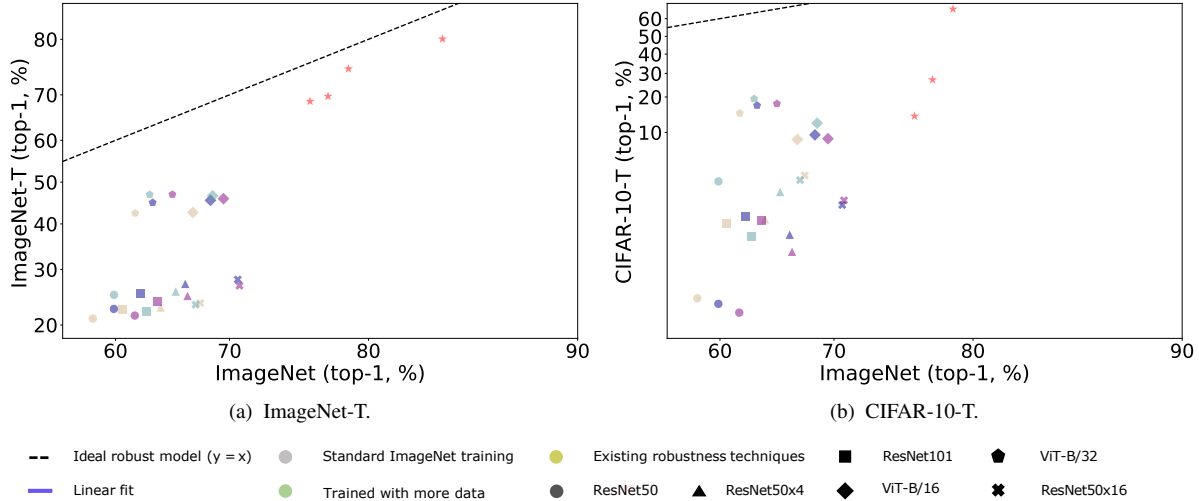 80
70
60
50
40
30
20
60
70
80
90
ImageNet-T (top-1, %)
ImageNet (top-1, %)
(a) ImageNet-T.
60
50
40
30
20
10
60
70
80
90
CIFAR-10-T (top-1, %)
ImageNet (top-1, %)
(b) CIFAR-10-T.
Ideal robust model (y = x)
Standard ImageNet training
Existing robustness techniques
ResNet101
ViT-B/32
Linear fit
Trained with more data
ResNet50
ResNet50x4
ViT-B/16
ResNet50x16